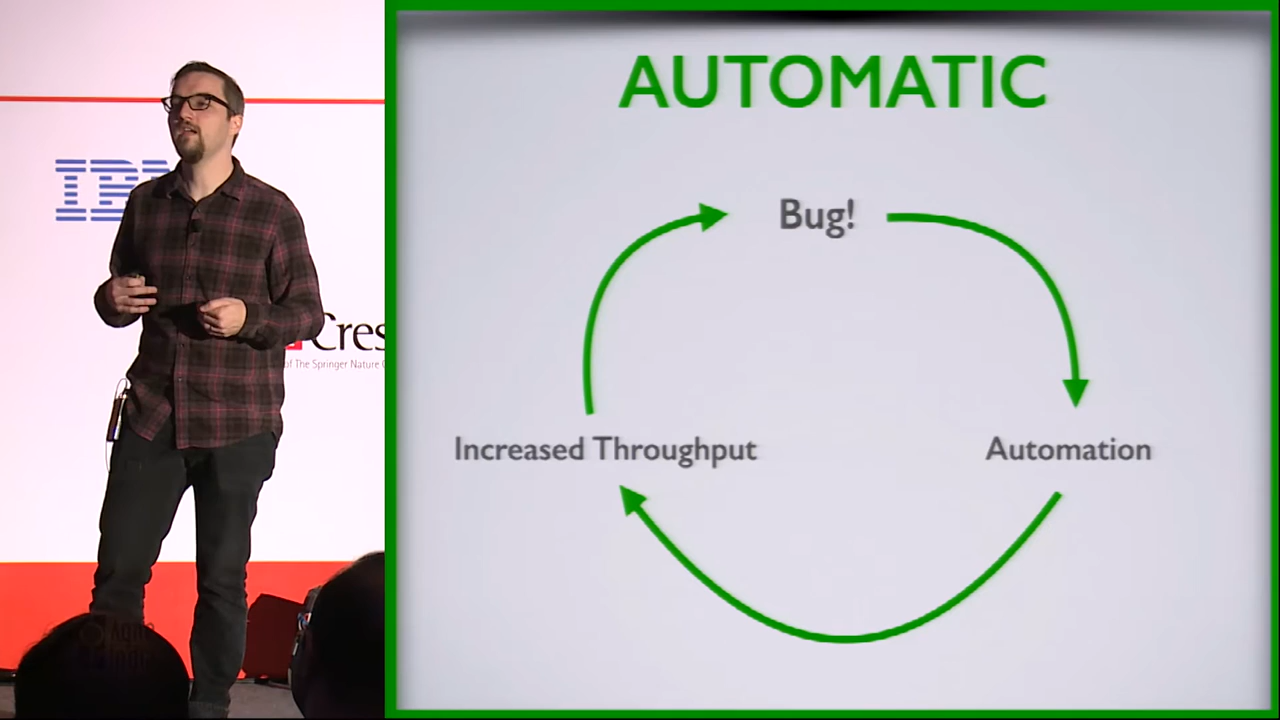 AUTOMATIC
Bug!
Increased Throughput
Automation
IBM
Cres
of The Springer Nature